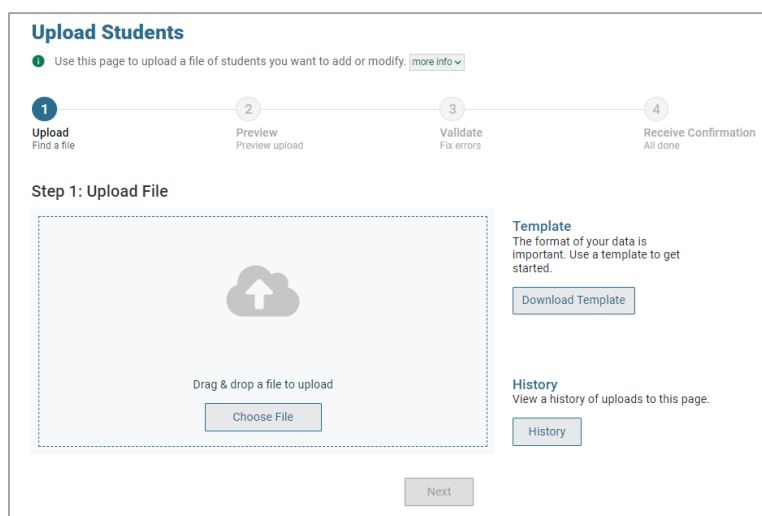 Upload Students
i Use this page to upload a file of students you want to add or modify. more info
1 2 3 4
Upload Preview Validate Receive Confirmation
Find a file Preview upload Fix errors All done
Step 1: Upload File
Drag & drop a file to upload
Choose File
Template
The format of your data is
important. Use a template to get
started.
Download Template
History
View a history of uploads to this page.
History
Next